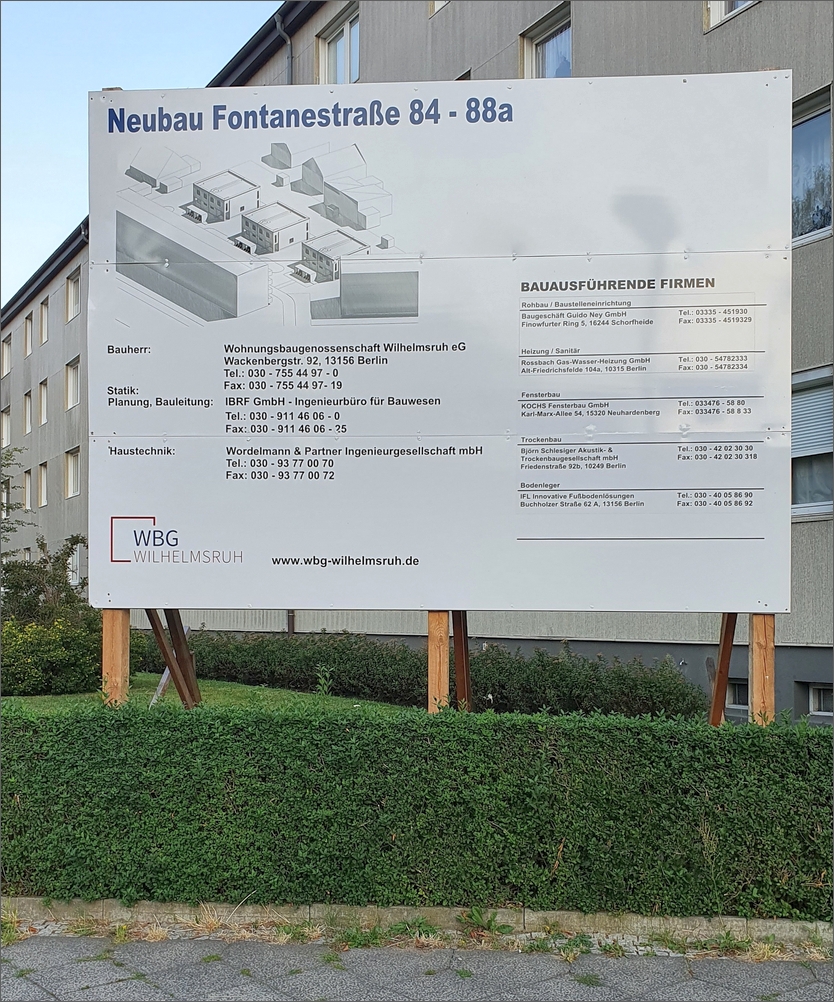 Neubau Fontanestraße 84 - 88a
Bauherr:
Wohnungsbaugenossenschaft Wilhelmsruh eG
Wackenbergstr. 92, 13156 Berlin
Tel.: 030 - 755 44 97 - 0
Fax: 030 - 755 44 97- 19
Statik:
Planung, Bauleitung:
IBRF GmbH - Ingenieurbüro für Bauwesen
Tel.: 030 - 911 46 06 - 0
Fax: 030 - 911 46 06 - 25
Haustechnik:
Wordelmann & Partner Ingenieurgesellschaft mbH
Tel.: 030 - 93 77 00 70
Fax: 030 - 93 77 00 72
WBG
WILHELMSRUH
www.wbg-wilhelmsruh.de
BAUAUSFÜHRENDE FIRMEN
Rohbau / Baustelleneinrichtung
Baugeschäft Guido Ney GmbH Tel.: 03335 - 451930
Finowfurter Ring 5, 16244 Schorfheide Fax: 03335 - 4519329
Heizung / Sanitär
Rossbach Gas-Wasser-Heizung GmbH Tel.: 030 - 54782333
Alt-Friedrichsfelde 104a, 10315 Berlin Fax: 030 - 54782334
Fensterbau
KOCHS Fensterbau GmbH Tel.: 033476 - 58 80
Karl-Marx-Allee 54, 15320 Neuhardenberg Fax: 033476 - 58 8 33
Trockenbau
Björn Schlesiger Akustik- & Tel.: 030 - 42 02 30 30
Trockenbaugesellschaft mbH Fax: 030 - 42 02 30 318
Friedenstraße 92b, 10249 Berlin
Bodenleger
IFL Innovative Fußbodenlösungen Tel.: 030 - 40 05 86 90
Buchholzer Straße 62 A, 13156 Berlin Fax: 030 - 40 05 86 92